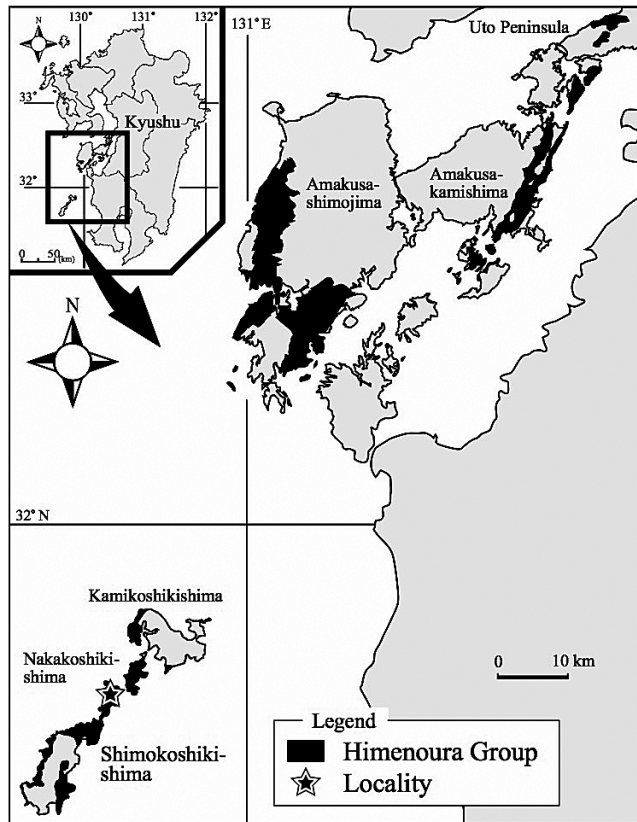 130° 131° 132°
N
33°
Kyushu
32°
0 50(km)
131° E
Uto Peninsula
Amakusa-
shimojima
Amakusa-
kamishima
N
32° N
Kamikoshikishima
Nakakoshiki-
shima
Shimokoshiki-
shima
0 10 km
Legend
Himenoura Group
Locality